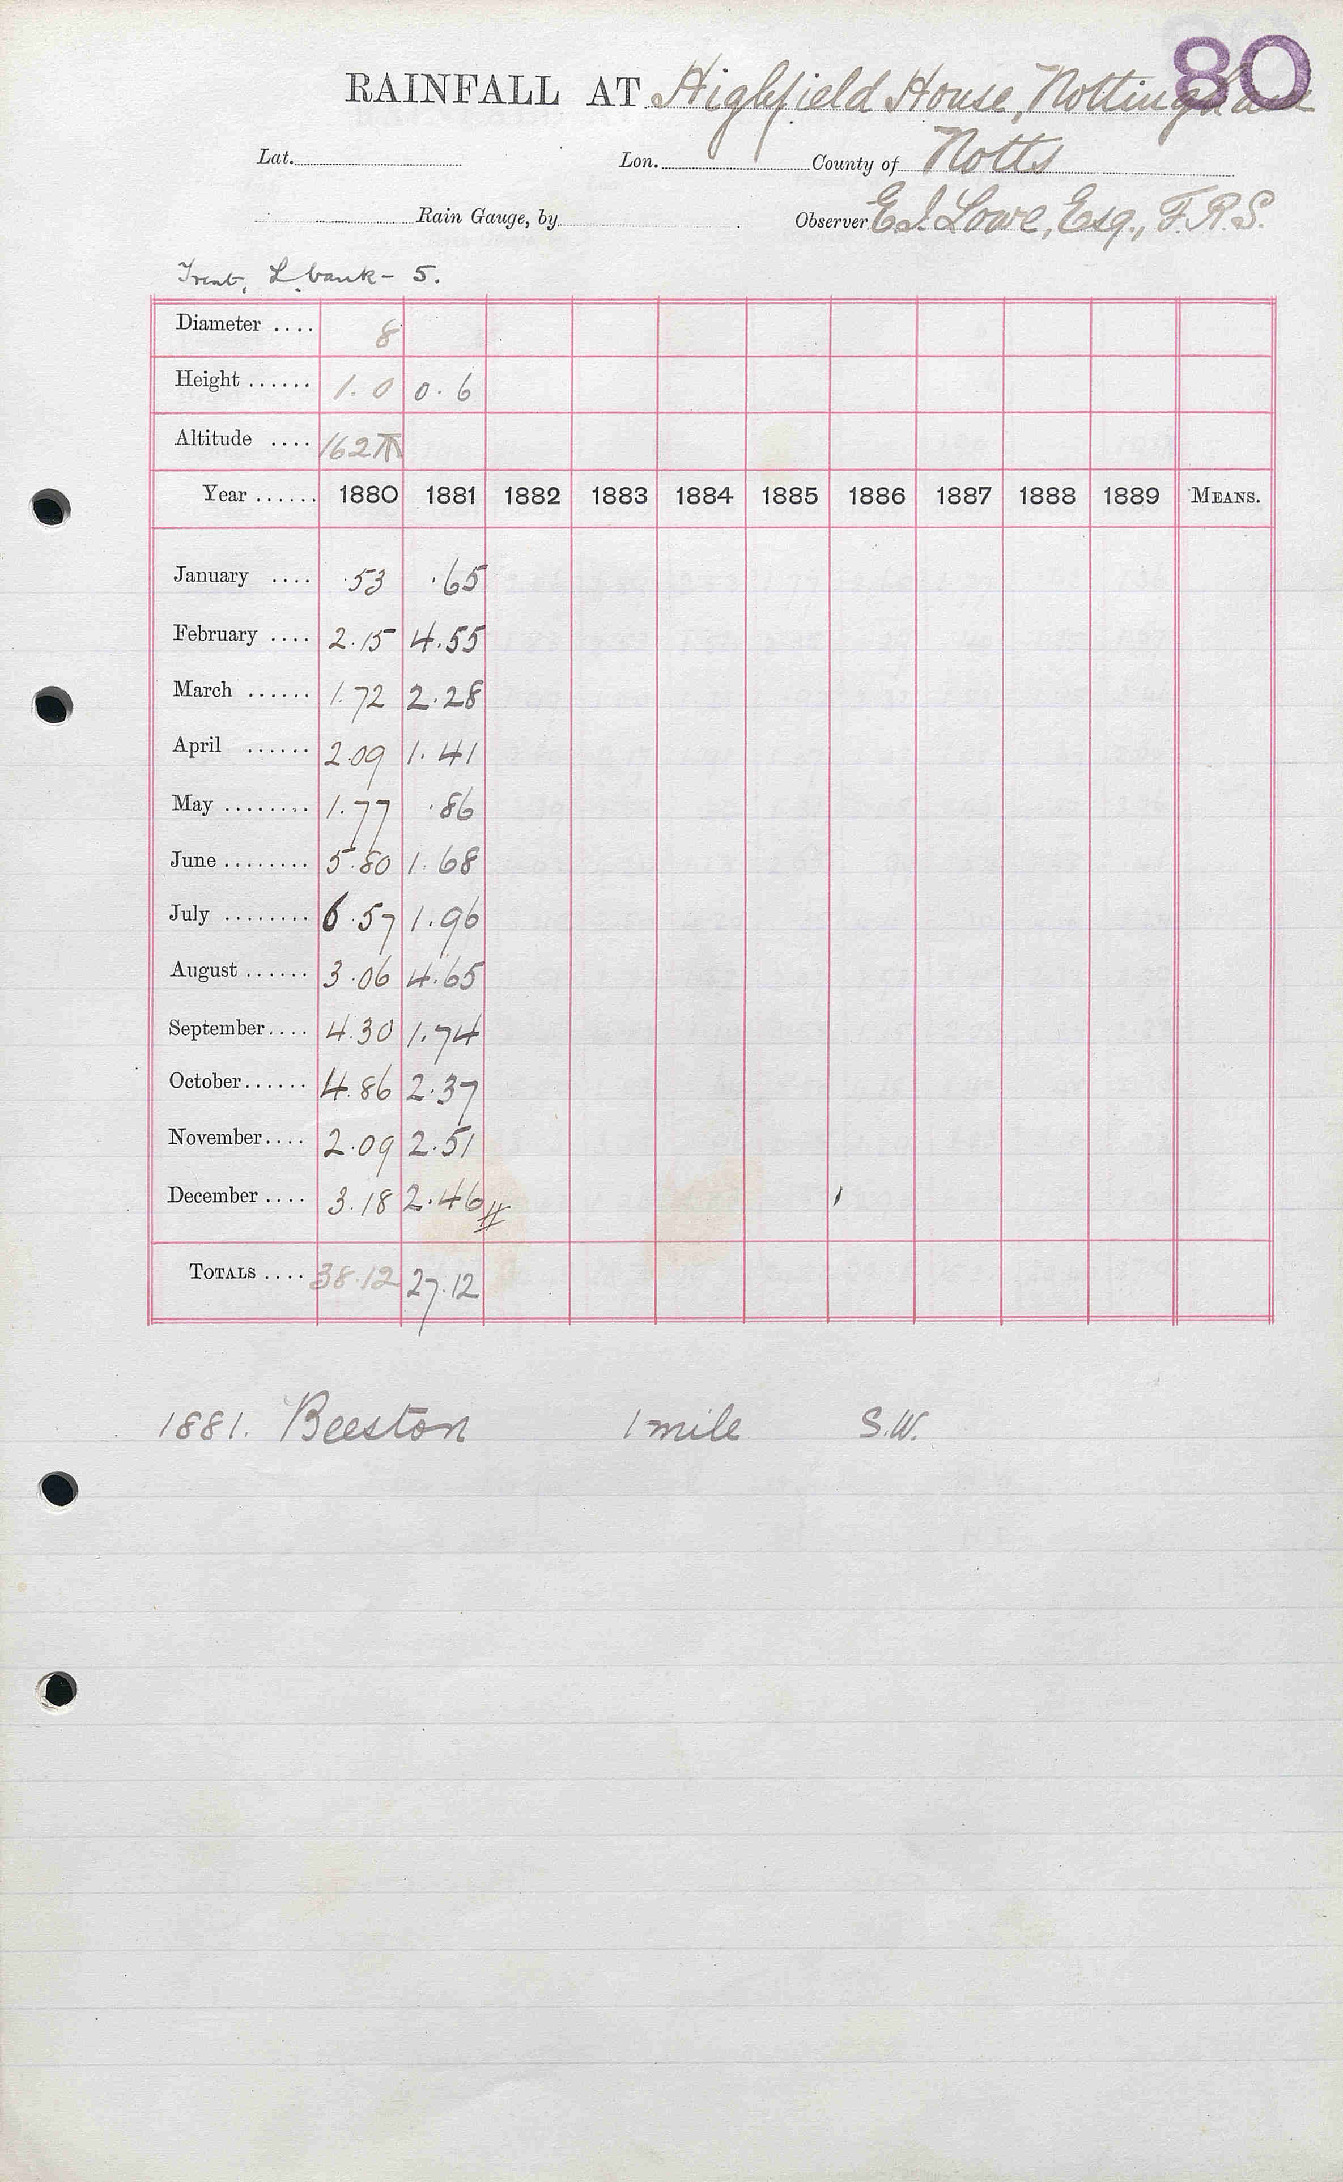 80
RAINFALL AT Highfield House, Nottingham
Lat. Lon. County of Notts
Rain Gauge, by Observer E. J. Lowe, Esq., F.R.S.
Trent, L. bank - 5.
Diameter .... 8
Height ...... 1.0 0.6
Altitude .... 162
Year ...... 1880 1881 1882 1883 1884 1885 1886 1887 1888 1889 MEANS.
January .... .53 .65
February .... 2.15 4.55
March ...... 1.72 2.28
April ...... 2.09 1.41
May ........ 1.77 .86
June ........ 5.80 1.68
July ........ 6.57 1.96
August ...... 3.06 4.65
September .... 4.30 1.74
October ...... 4.86 2.37
November .... 2.09 2.51
December .... 3.18 2.46
TOTALS .... 38.12 27.12
1881. Beeston 1 mile S.W.